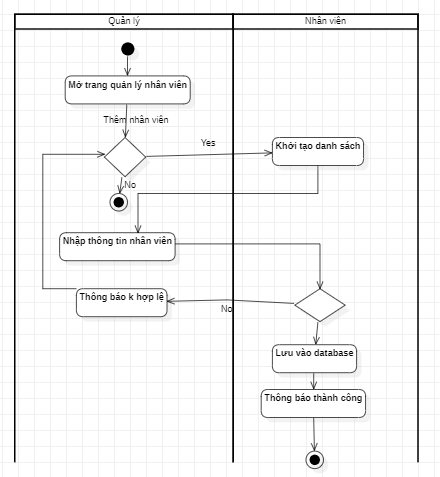 Quản lý
Nhân viên
Mở trang quản lý nhân viên
Thêm nhân viên
Yes
Khởi tạo danh sách
No
Nhập thông tin nhân viên
Thông báo k hợp lệ
No
Lưu vào database
Thông báo thành công